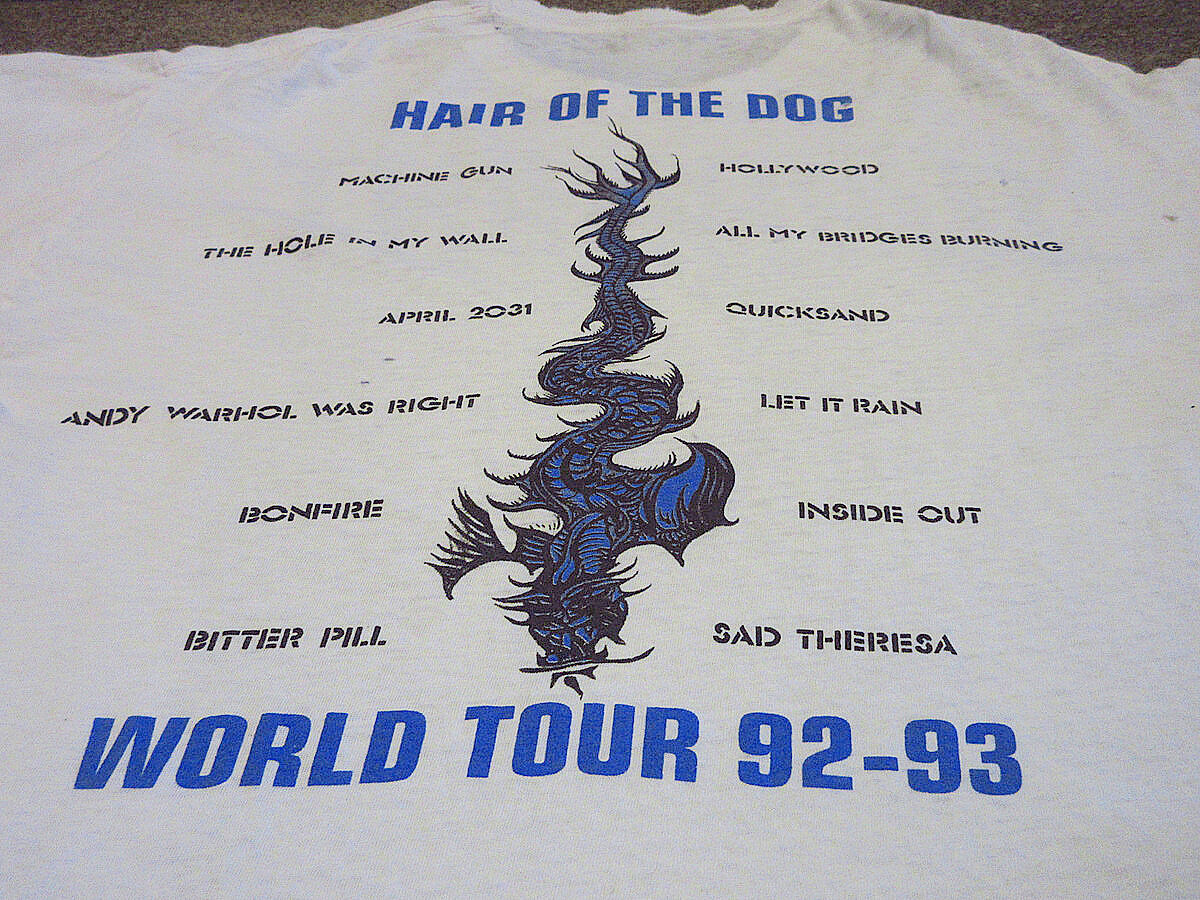 HAIR OF THE DOG
MACHINE GUN
HOLLYWOOD
THE HOLE IN MY WALL
ALL MY BRIDGES BURNING
APRIL 2031
QUICKSAND
ANDY WARHOL WAS RIGHT
LET IT RAIN
BONFIRE
INSIDE OUT
BITTER PILL
SAD THERESA
WORLD TOUR 92-93